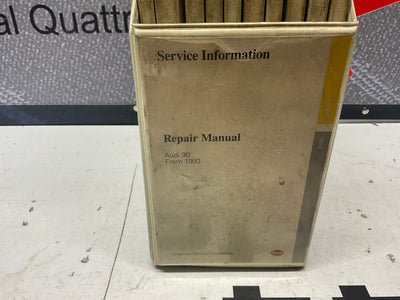 al Quattr
Service Information
Repair Manual
Audi 90
From 1993